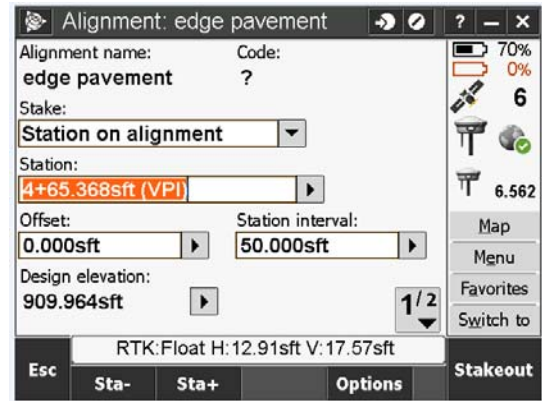 Alignment: edge pavement
? – ×
Alignment name:
Code:
edge pavement
?
Stake:
Station on alignment
Station:
4+65.368sft (VPI)
Offset:
Station interval:
0.000sft
50.000sft
Design elevation:
909.964sft
1/2
70%
0%
6
6.562
Map
Menu
Favorites
Switch to
RTK:Float H:12.91sft V:17.57sft
Esc
Sta-
Sta+
Options
Stakeout